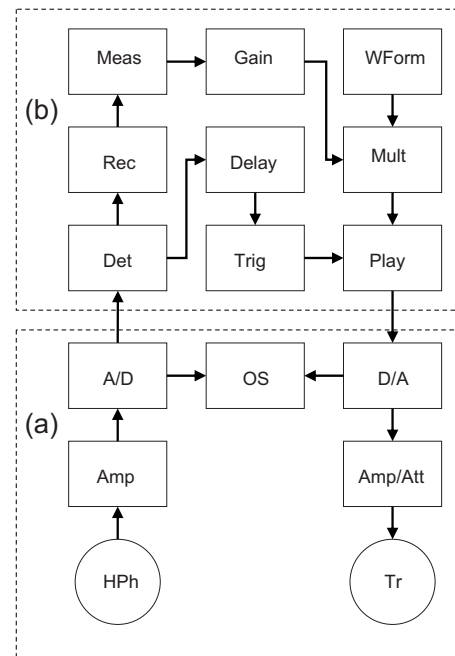 Meas
Gain
WForm
(b)
Rec
Delay
Mult
Det
Trig
Play
A/D
OS
D/A
(a)
Amp
Amp/Att
HPh
Tr